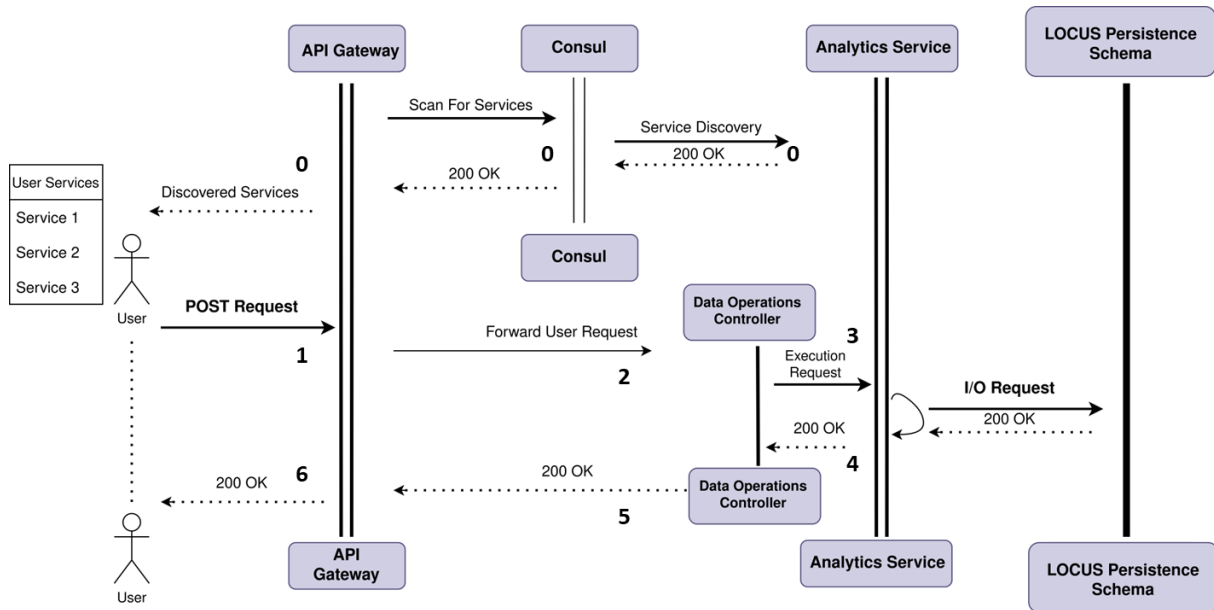 API Gateway
Consul
Analytics Service
LOCUS Persistence
Schema
Scan For Services
Service Discovery
0
0
200 OK
0
200 OK
User Services
Discovered Services
Service 1
Service 2
Service 3
Consul
User
POST Request
1
Forward User Request
2
Data Operations
Controller
3
Execution
Request
I/O Request
200 OK
200 OK
4
200 OK
6
200 OK
5
Data Operations
Controller
User
API
Gateway
Analytics Service
LOCUS Persistence
Schema